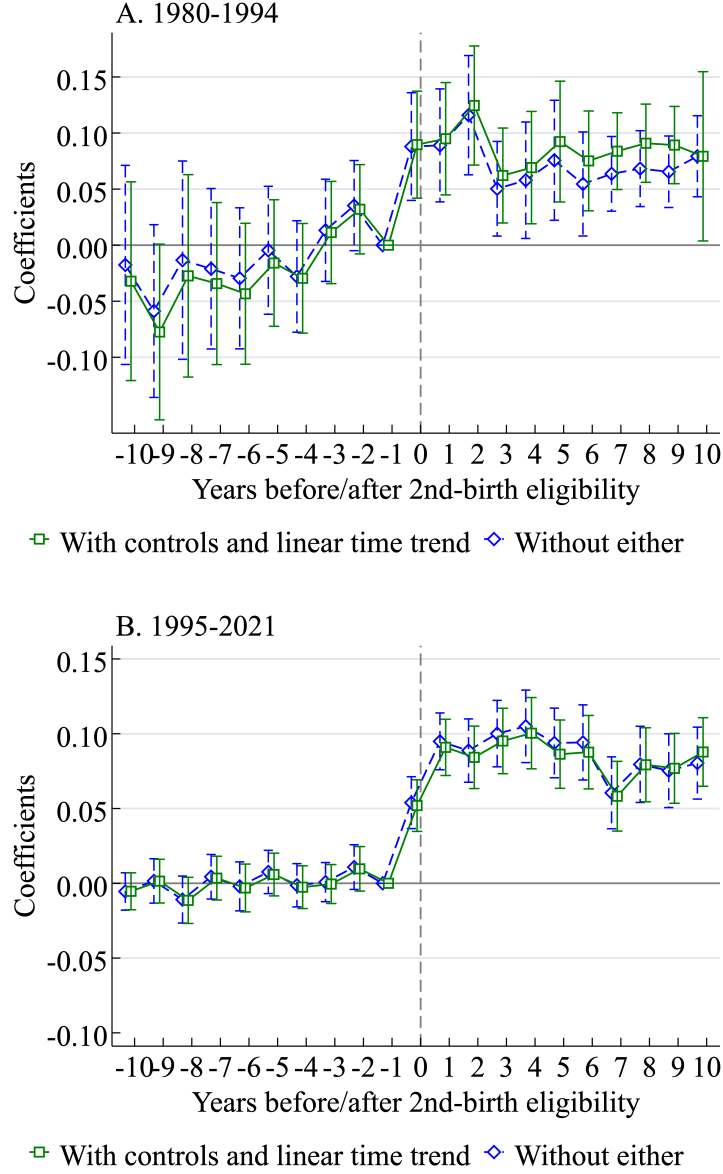 A. 1980-1994
0.15
0.10
0.05
0.00
-0.05
-0.10
Coefficients
-10 -9 -8 -7 -6 -5 -4 -3 -2 -1 0 1 2 3 4 5 6 7 8 9 10
Years before/after 2nd-birth eligibility
With controls and linear time trend Without either
B. 1995-2021
0.15
0.10
0.05
0.00
-0.05
-0.10
Coefficients
-10 -9 -8 -7 -6 -5 -4 -3 -2 -1 0 1 2 3 4 5 6 7 8 9 10
Years before/after 2nd-birth eligibility
With controls and linear time trend Without either